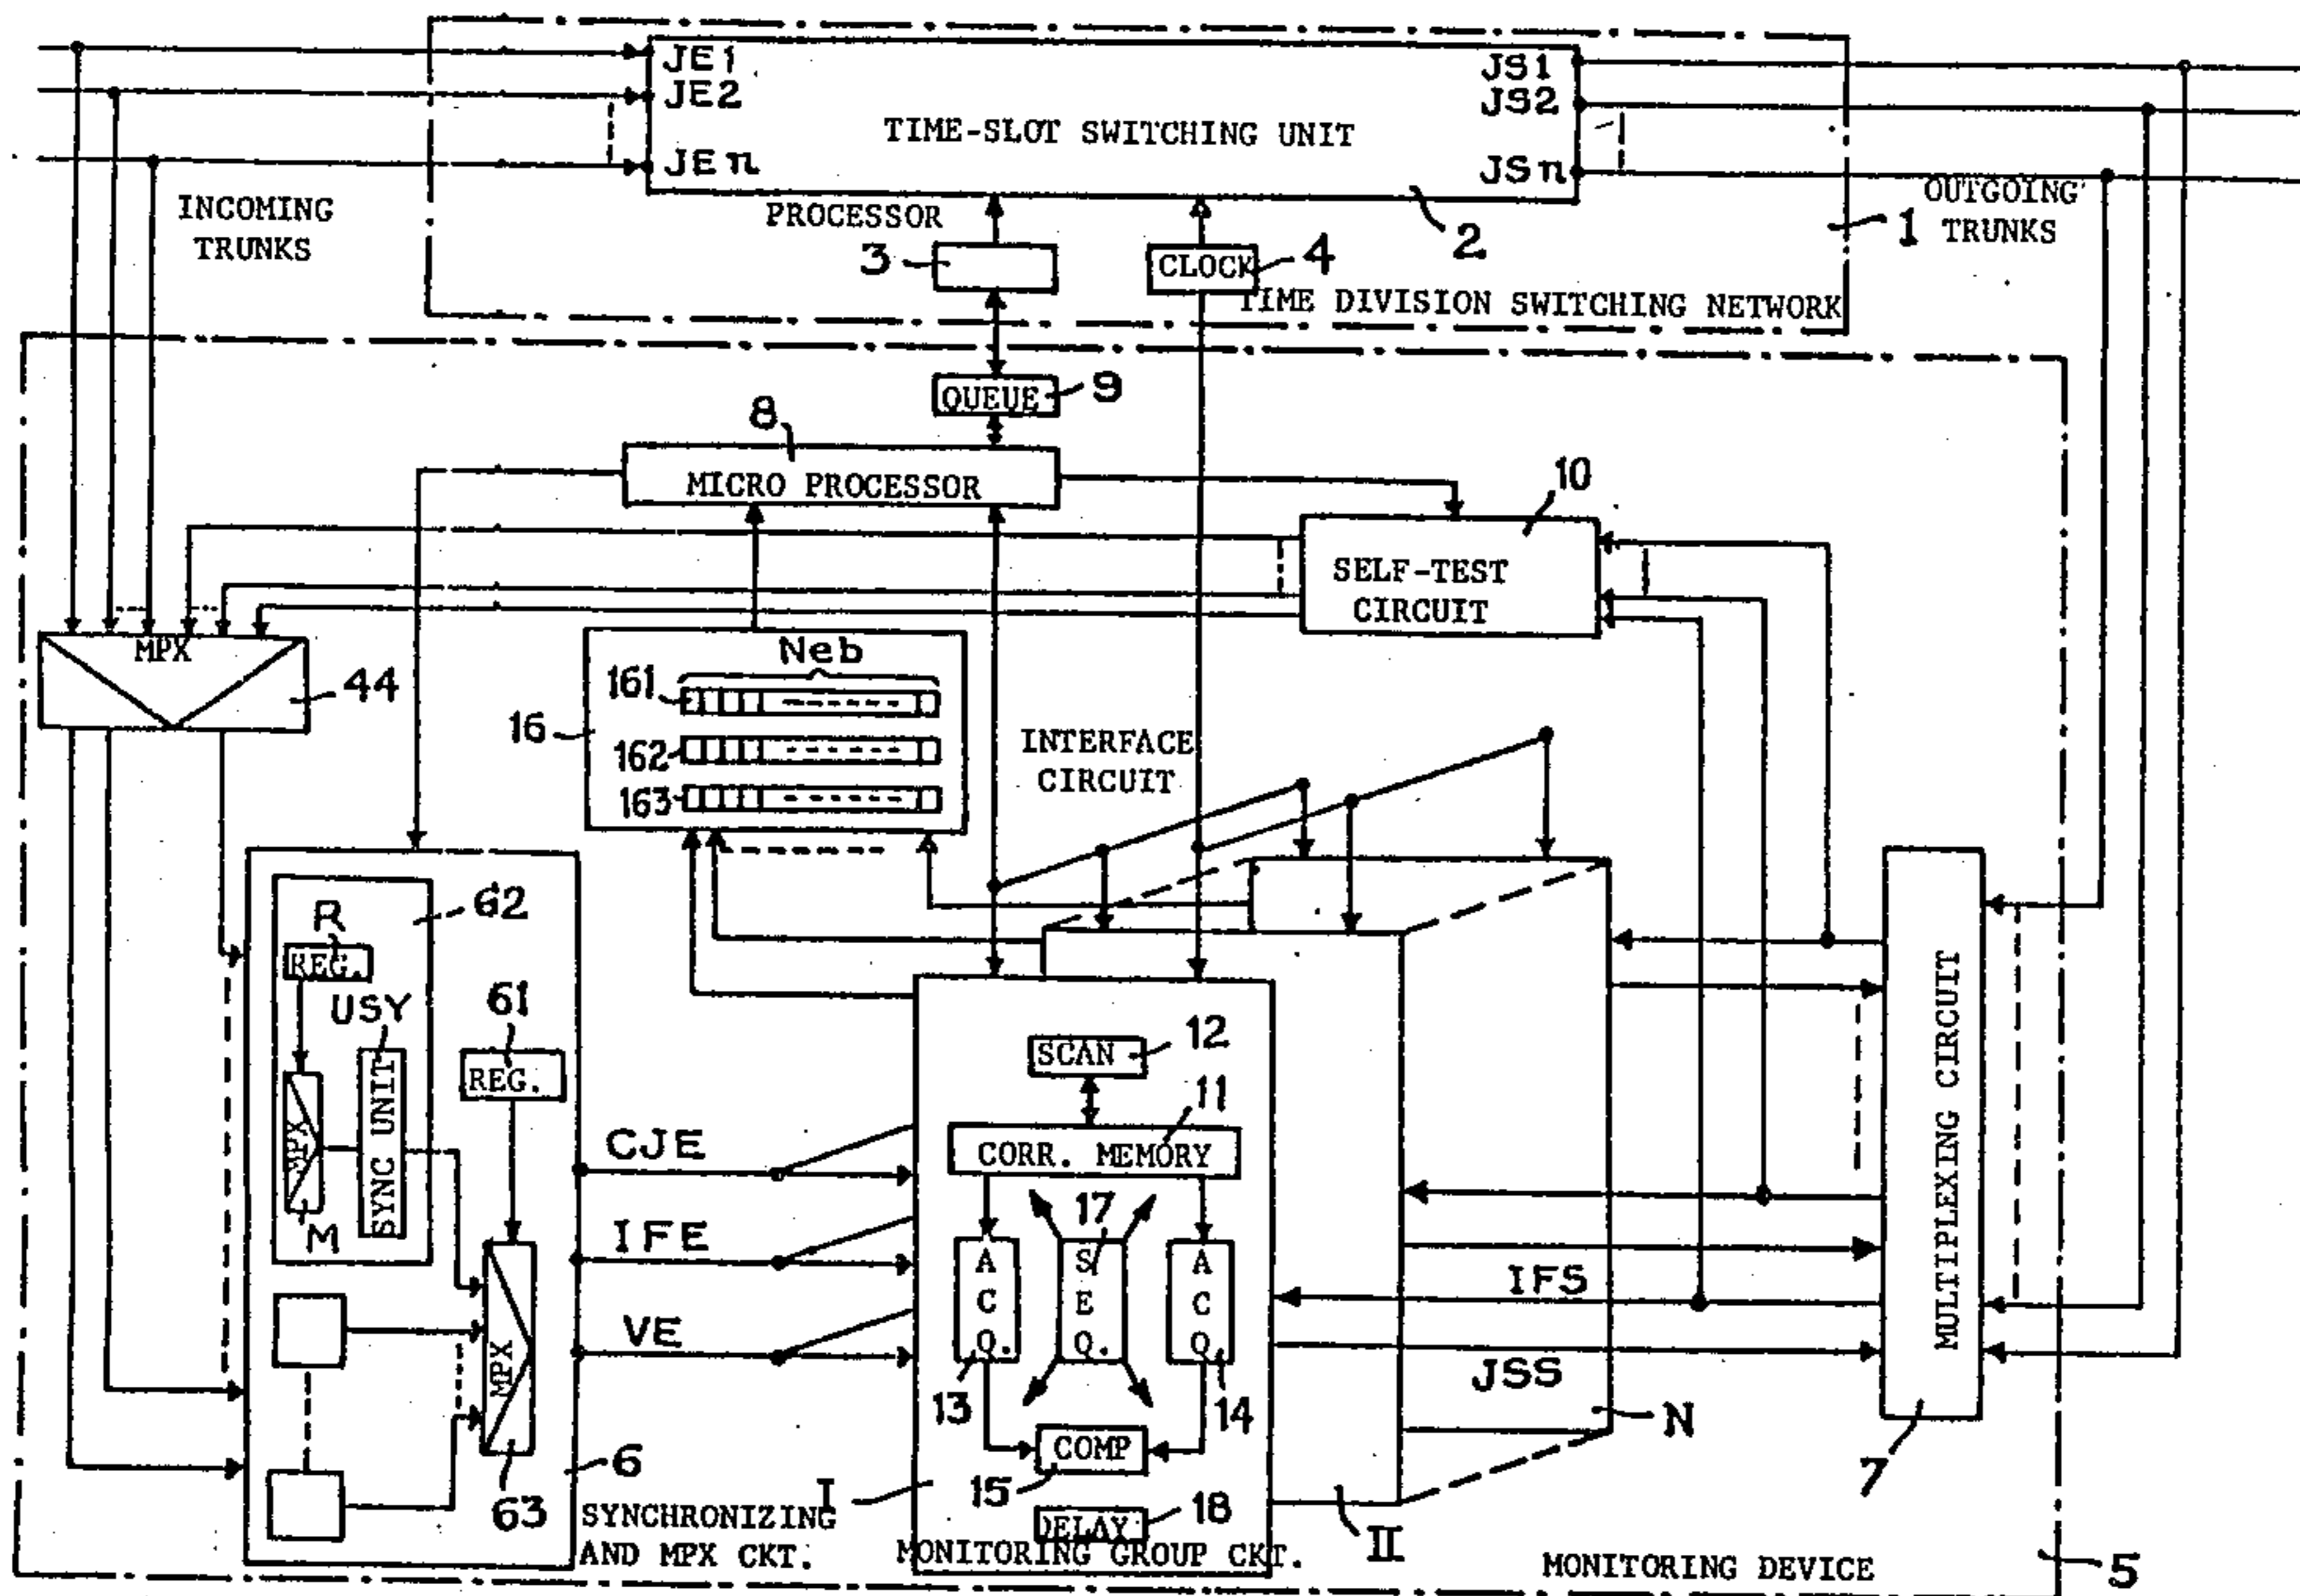 JE1
JS1
JE2
JS2
TIME-SLOT SWITCHING UNIT
JEn
JSn
INCOMING
TRUNKS
PROCESSOR
2
1
OUTGOING
TRUNKS
3
CLOCK
4
TIME DIVISION SWITCHING NETWORK
QUEUE
9
8
MICRO PROCESSOR
10
SELF-TEST
CIRCUIT
MPX
44
Neb
161
16
162
163
INTERFACE
CIRCUIT
62
R
REG.
USY
61
REG.
MPX
SYNC UNIT
M
MPX
63
6
SYNCHRONIZING
AND MPX CKT.
CJE
IFE
VE
12
SCAN
11
CORR. MEMORY
17
ACQ.
SEQ.
ACQ
13
14
COMP
15
I
18
DELAY
MONITORING GROUP CKT.
II
N
IFS
JSS
MULTIPLEXING CIRCUIT
7
MONITORING DEVICE
5